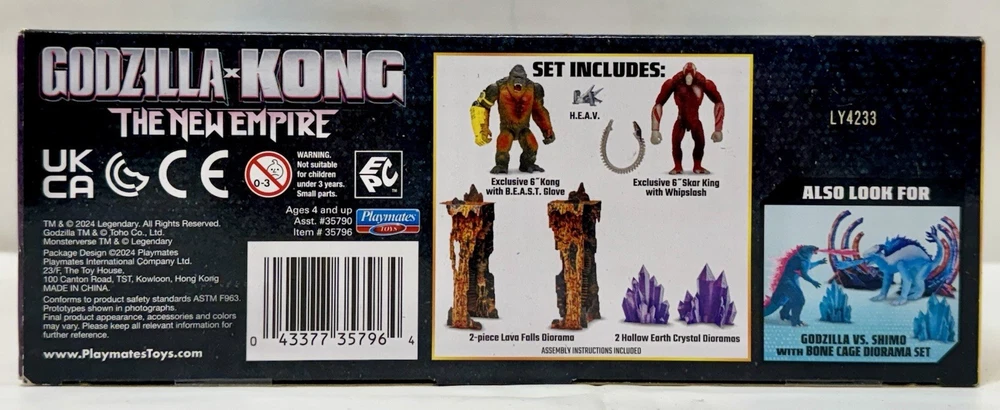 GODZILLA x KONG
THE NEW EMPIRE
UK
CA
CE
0-3
WARNING.
Not suitable
for children
under 3 years.
Small parts.
EPC
TM
Ages 4 and up
Asst. #35790
Item # 35796
Playmates
TOYS
TM & © 2024 Legendary. All Rights Reserved.
Godzilla TM & © Toho Co., Ltd.
Monsterverse TM & © Legendary
Package Design ©2024 Playmates
Playmates International Company Ltd.
23/F, The Toy House,
100 Canton Road, TST, Kowloon, Hong Kong
MADE IN CHINA.
Conforms to product safety standards ASTM F963.
Prototypes shown in photographs.
Final product appearance, accessories and colors
may vary. Please keep all relevant information for
further reference.
www.PlaymatesToys.com
0 43377 35796 4
SET INCLUDES:
H.E.A.V.
Exclusive 6" Kong
with B.E.A.S.T. Glove
Exclusive 6" Skar King
with Whipslash
2-piece Lava Falls Diorama
2 Hollow Earth Crystal Dioramas
ASSEMBLY INSTRUCTIONS INCLUDED
LY4233
ALSO LOOK FOR
GODZILLA VS. SHIMO
WITH BONE CAGE DIORAMA SET